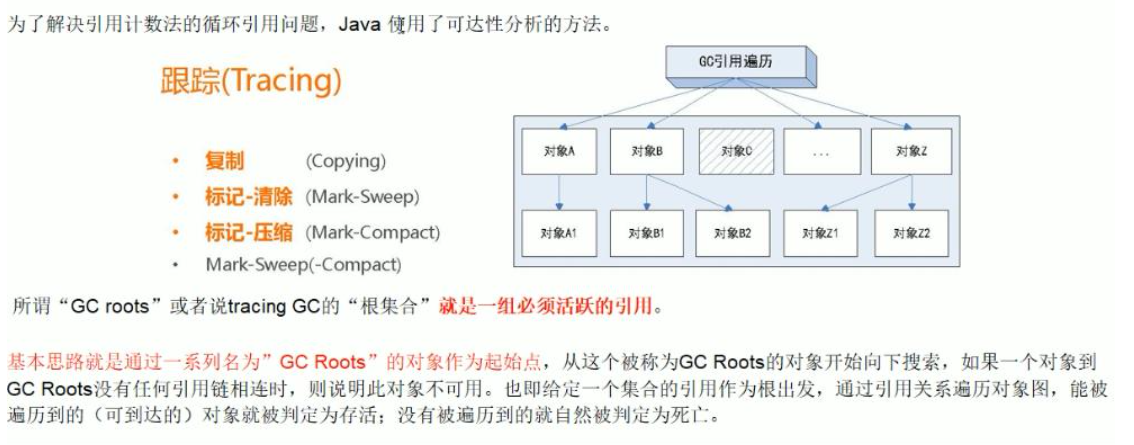 为了解决引用计数法的循环引用问题，Java 使用了可达性分析的方法。
跟踪(Tracing)
• 复制 (Copying)
• 标记-清除 (Mark-Sweep)
• 标记-压缩 (Mark-Compact)
• Mark-Sweep(-Compact)
GC引用遍历
对象A 对象B 对象C ... 对象Z
对象A1 对象B1 对象B2 对象Z1 对象Z2
所谓“GC roots”或者说tracing GC的“根集合”就是一组必须活跃的引用。
基本思路就是通过一系列名为”GC Roots”的对象作为起始点，从这个被称为GC Roots的对象开始向下搜索，如果一个对象到
GC Roots没有任何引用链相连时，则说明此对象不可用。也即给定一个集合的引用作为根出发，通过引用关系遍历对象图，能被
遍历到的（可到达的）对象就被判定为存活；没有被遍历到的就自然被判定为死亡。